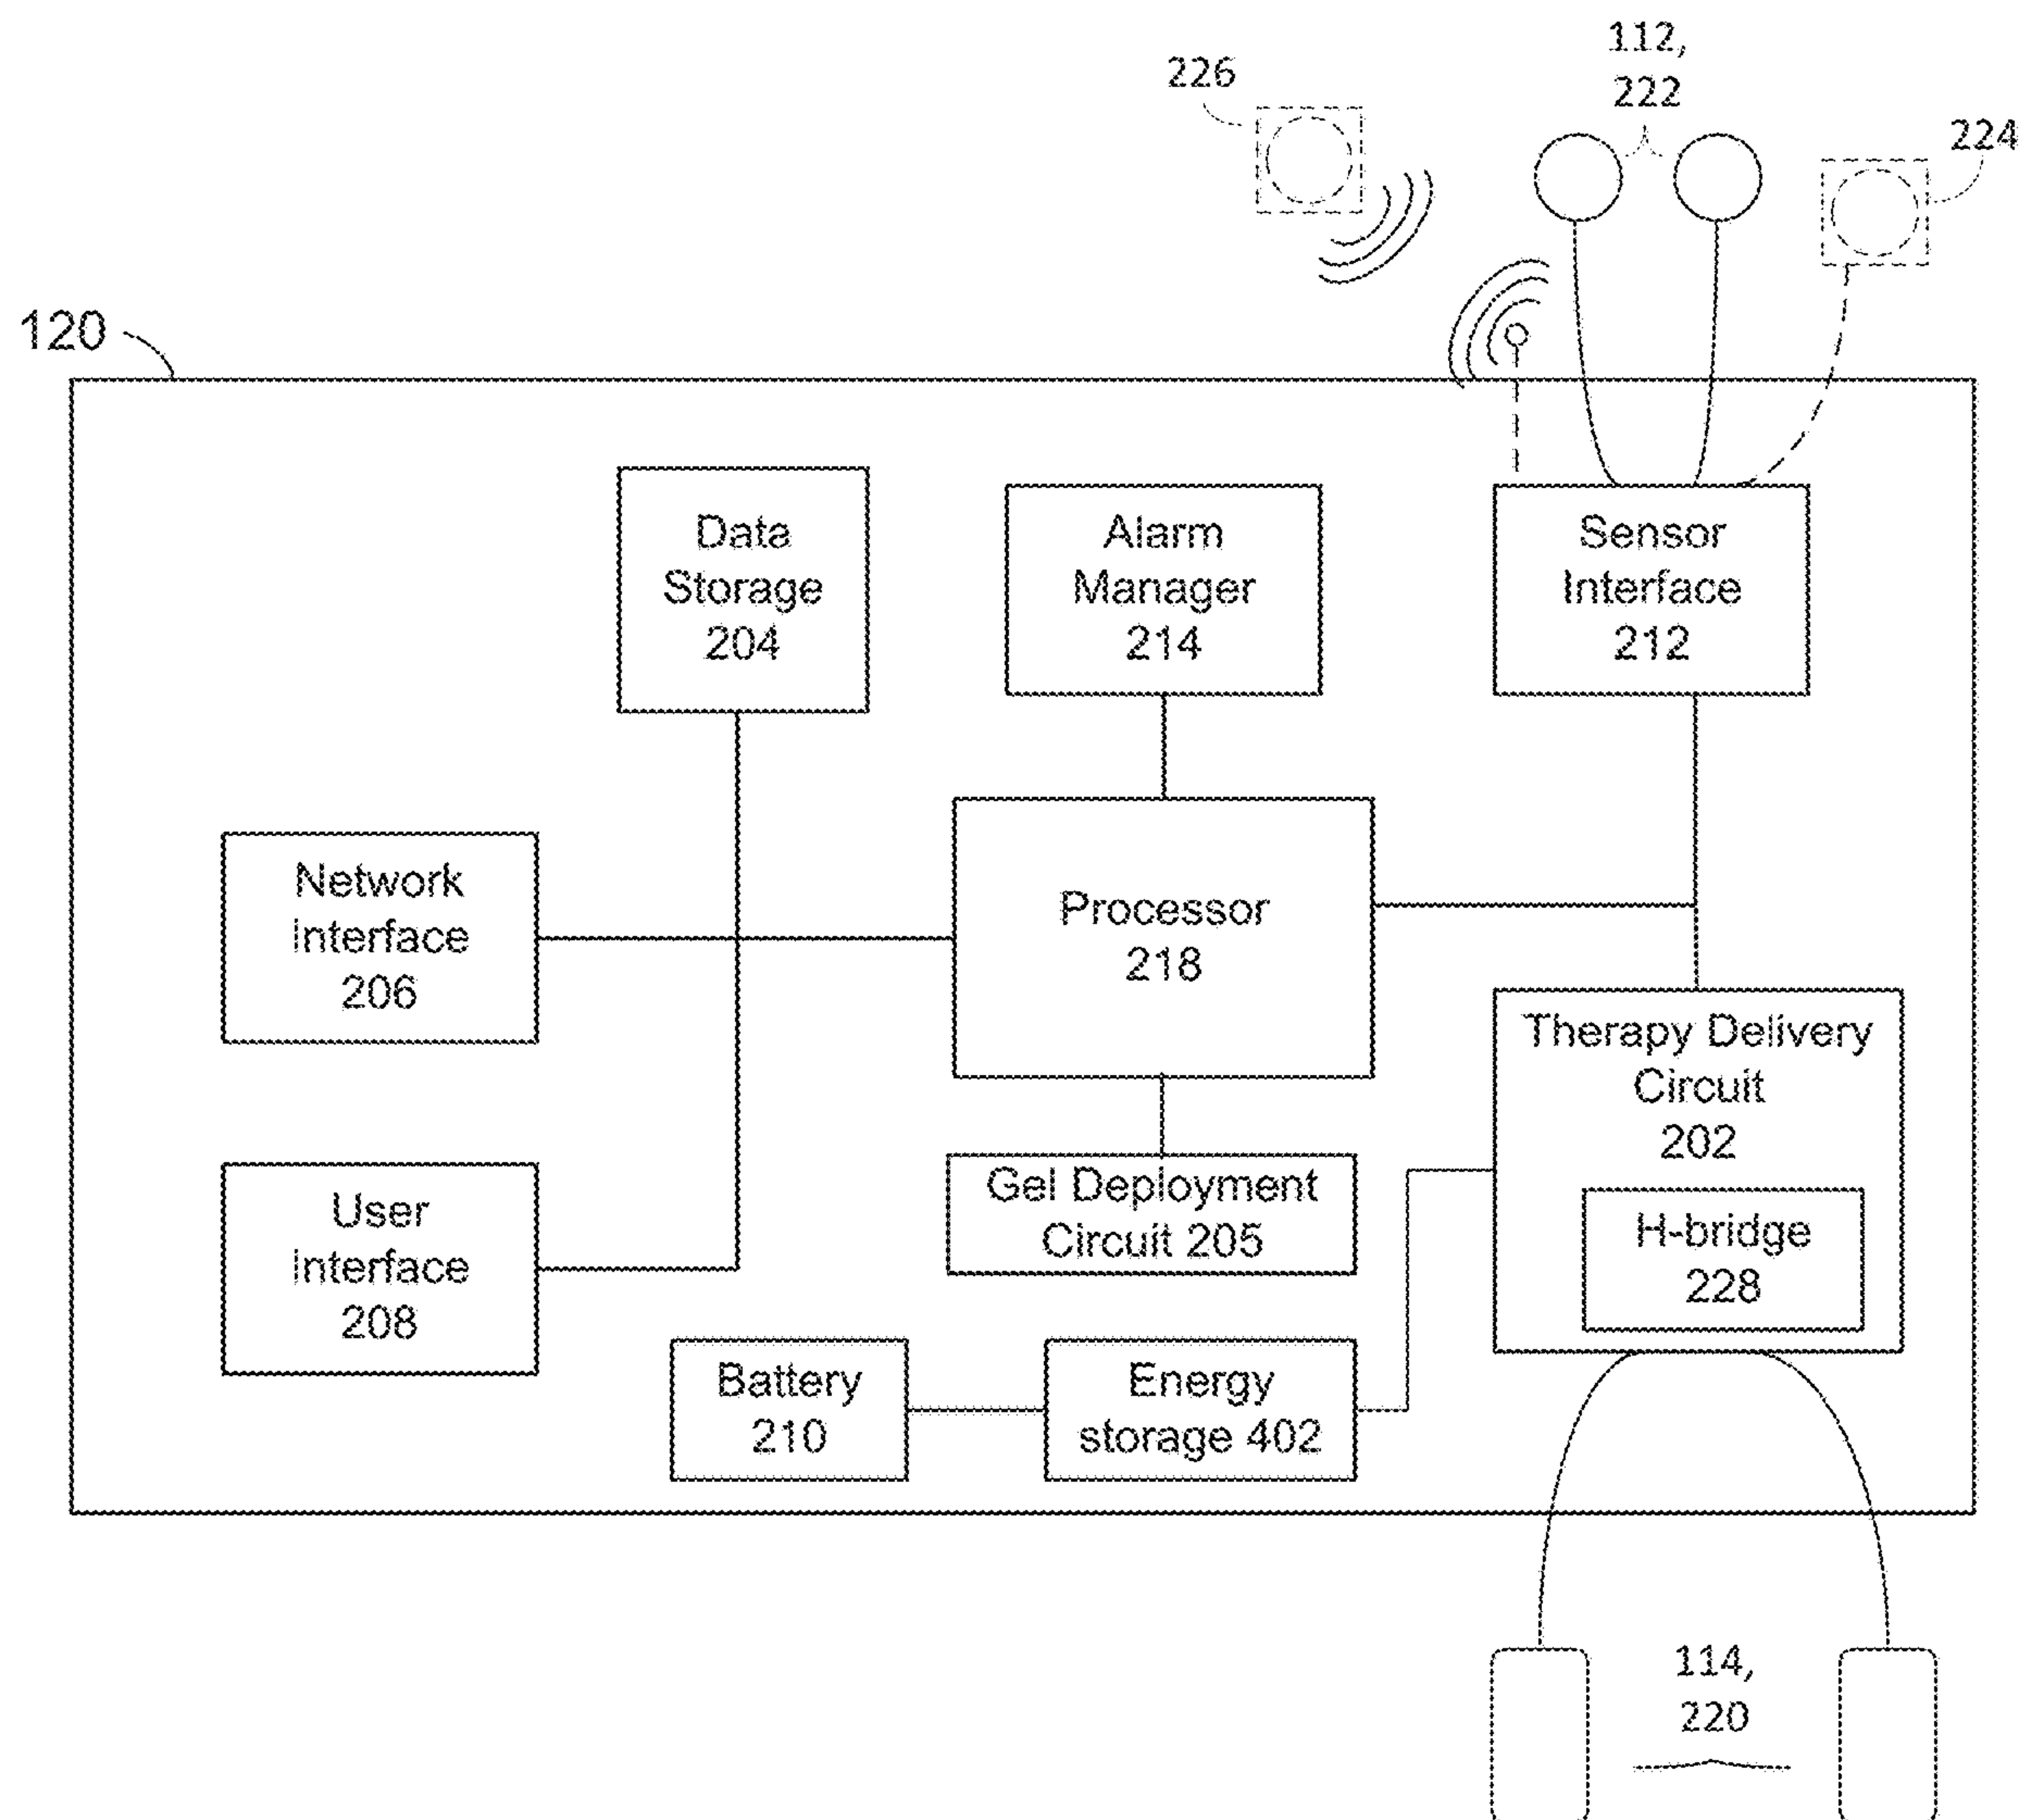 112,
222
226
224
120
Data
Storage
204
Alarm
Manager
214
Sensor
Interface
212
Network
interface
206
Processor
218
Therapy Delivery
Circuit
202
H-bridge
228
Gel Deployment
Circuit 205
User
interface
208
Battery
210
Energy
storage 402
114,
220